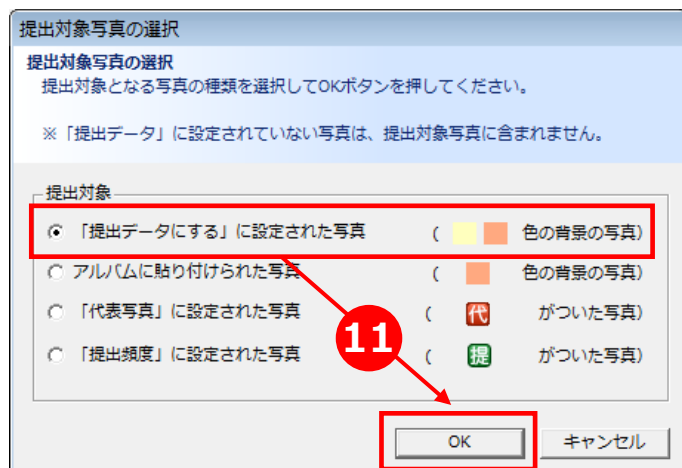 提出対象写真の選択
提出対象写真の選択
提出対象となる写真の種類を選択してOKボタンを押してください。
※「提出データ」に設定されていない写真は、提出対象写真に含まれません。
提出対象
「提出データにする」に設定された写真 ( 色の背景の写真)
アルバムに貼り付けられた写真 ( 色の背景の写真)
「代表写真」に設定された写真 ( 代 がついた写真)
「提出頻度」に設定された写真 ( 提 がついた写真)
11
OK キャンセル